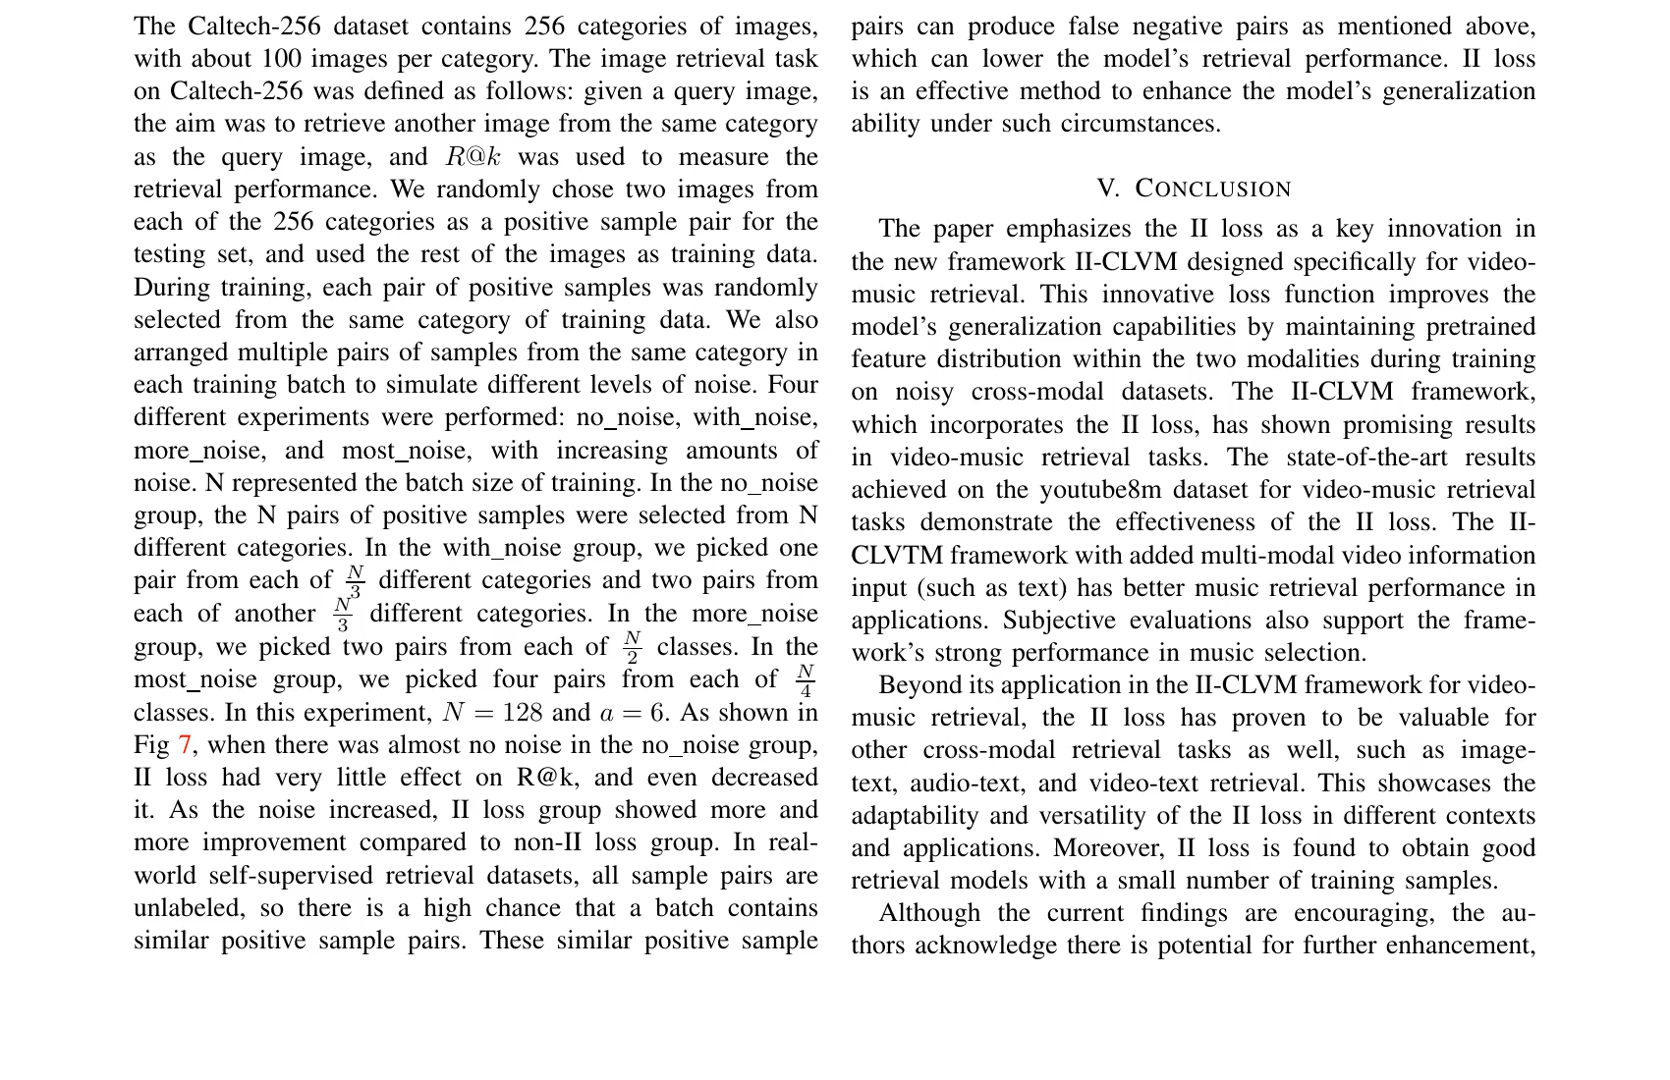 The Caltech-256 dataset contains 256 categories of images,
with about 100 images per category. The image retrieval task
on Caltech-256 was defined as follows: given a query image,
the aim was to retrieve another image from the same category
as the query image, and R@k was used to measure the
retrieval performance. We randomly chose two images from
each of the 256 categories as a positive sample pair for the
testing set, and used the rest of the images as training data.
During training, each pair of positive samples was randomly
selected from the same category of training data. We also
arranged multiple pairs of samples from the same category in
each training batch to simulate different levels of noise. Four
different experiments were performed: no_noise, with_noise,
more_noise, and most_noise, with increasing amounts of
noise. N represented the batch size of training. In the no_noise
group, the N pairs of positive samples were selected from N
different categories. In the with_noise group, we picked one
pair from each of N/3 different categories and two pairs from
each of another N/3 different categories. In the more_noise
group, we picked two pairs from each of N/2 classes. In the
most_noise group, we picked four pairs from each of N/4
classes. In this experiment, N = 128 and a = 6. As shown in
Fig 7, when there was almost no noise in the no_noise group,
II loss had very little effect on R@k, and even decreased
it. As the noise increased, II loss group showed more and
more improvement compared to non-II loss group. In real-
world self-supervised retrieval datasets, all sample pairs are
unlabeled, so there is a high chance that a batch contains
similar positive sample pairs. These similar positive sample
pairs can produce false negative pairs as mentioned above,
which can lower the model's retrieval performance. II loss
is an effective method to enhance the model's generalization
ability under such circumstances.
V. CONCLUSION
The paper emphasizes the II loss as a key innovation in
the new framework II-CLVM designed specifically for video-
music retrieval. This innovative loss function improves the
model's generalization capabilities by maintaining pretrained
feature distribution within the two modalities during training
on noisy cross-modal datasets. The II-CLVM framework,
which incorporates the II loss, has shown promising results
in video-music retrieval tasks. The state-of-the-art results
achieved on the youtube8m dataset for video-music retrieval
tasks demonstrate the effectiveness of the II loss. The II-
CLVTM framework with added multi-modal video information
input (such as text) has better music retrieval performance in
applications. Subjective evaluations also support the frame-
work's strong performance in music selection.
Beyond its application in the II-CLVM framework for video-
music retrieval, the II loss has proven to be valuable for
other cross-modal retrieval tasks as well, such as image-
text, audio-text, and video-text retrieval. This showcases the
adaptability and versatility of the II loss in different contexts
and applications. Moreover, II loss is found to obtain good
retrieval models with a small number of training samples.
Although the current findings are encouraging, the au-
thors acknowledge there is potential for further enhancement,